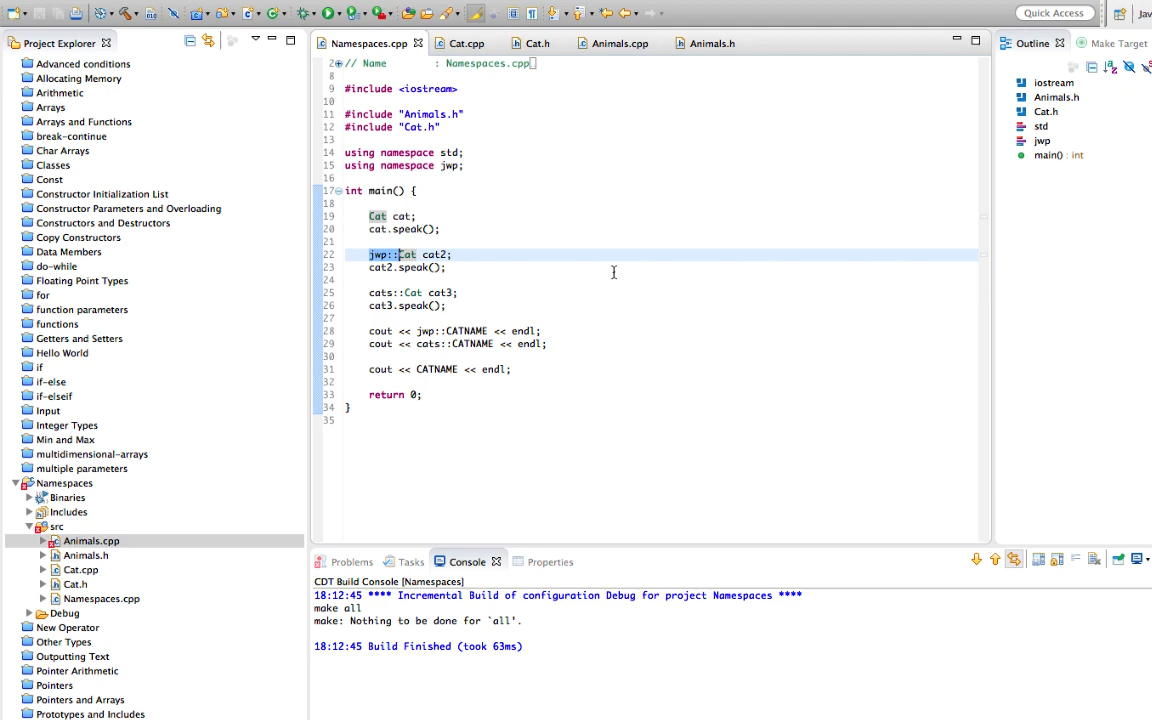 Quick Access
Jav
Project Explorer
Advanced conditions
Allocating Memory
Arithmetic
Arrays
Arrays and Functions
break-continue
Char Arrays
Classes
Const
Constructor Initialization List
Constructor Parameters and Overloading
Constructors and Destructors
Copy Constructors
Data Members
do-while
Floating Point Types
for
function parameters
functions
Getters and Setters
Hello World
if
if-else
if-elseif
Input
Integer Types
Min and Max
multidimensional-arrays
multiple parameters
Namespaces
Binaries
Includes
src
Animals.cpp
Animals.h
Cat.cpp
Cat.h
Namespaces.cpp
Debug
New Operator
Other Types
Outputting Text
Pointer Arithmetic
Pointers
Pointers and Arrays
Prototypes and Includes
Namespaces.cpp Cat.cpp Cat.h Animals.cpp Animals.h
2 // Name : Namespaces.cpp
8
9 #include <iostream>
10
11 #include "Animals.h"
12 #include "Cat.h"
13
14 using namespace std;
15 using namespace jwp;
16
17 int main() {
18
19 Cat cat;
20 cat.speak();
21
22 jwp::Cat cat2;
23 cat2.speak();
24
25 cats::Cat cat3;
26 cat3.speak();
27
28 cout << jwp::CATNAME << endl;
29 cout << cats::CATNAME << endl;
30
31 cout << CATNAME << endl;
32
33 return 0;
34 }
35
Outline Make Target
iostream
Animals.h
Cat.h
std
jwp
main() : int
Problems Tasks Console Properties
CDT Build Console [Namespaces]
18:12:45 **** Incremental Build of configuration Debug for project Namespaces ****
make all
make: Nothing to be done for `all'.
18:12:45 Build Finished (took 63ms)